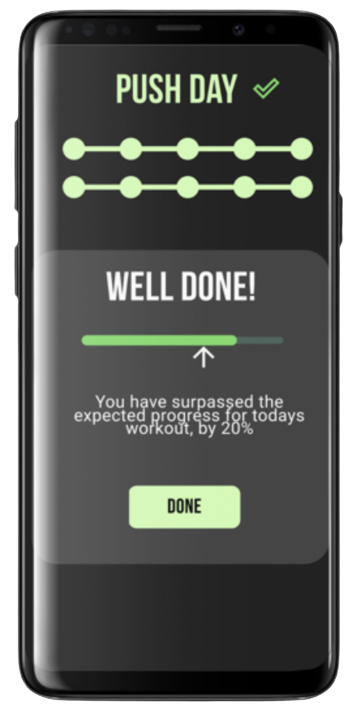 PUSH DAY
WELL DONE!
You have surpassed the
expected progress for todays
workout, by 20%
DONE